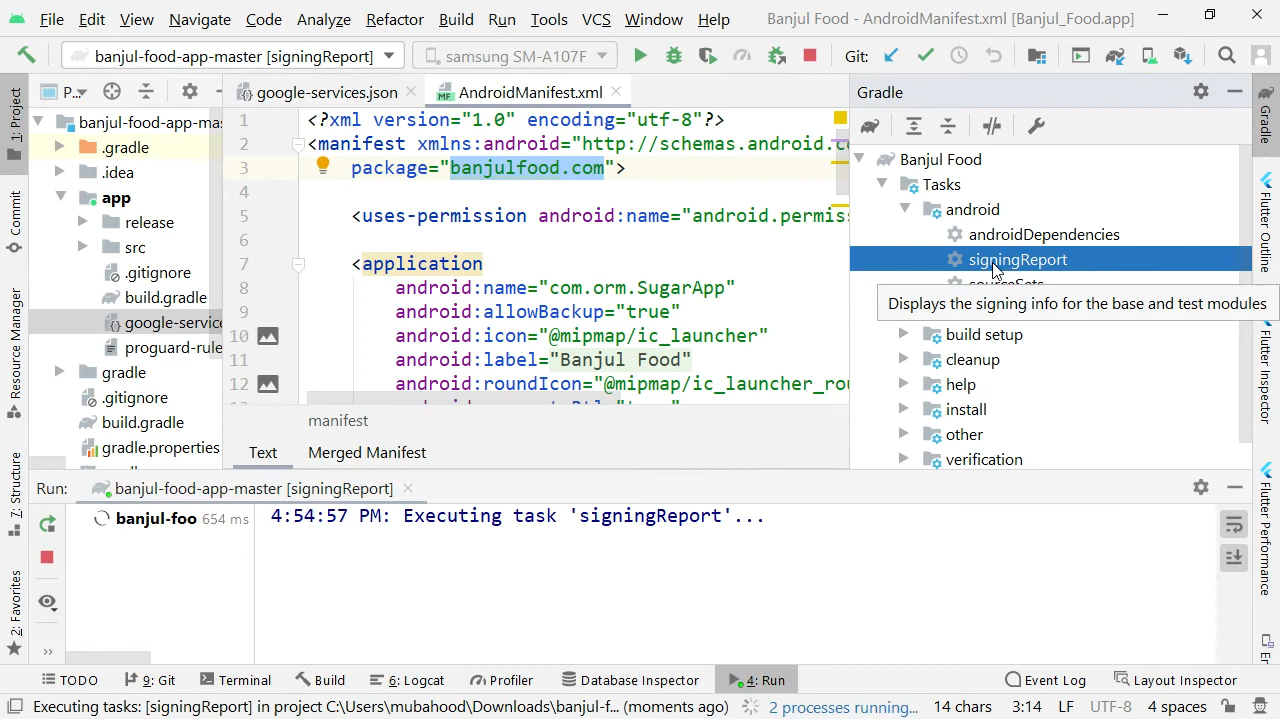 File Edit View Navigate Code Analyze Refactor Build Run Tools VCS Window Help Banjul Food - AndroidManifest.xml [Banjul_Food.app]
banjul-food-app-master [signingReport] samsung SM-A107F Git:
1: Project
Commit
Resource Manager
7: Structure
2: Favorites
P...
banjul-food-app-mas
.gradle
.idea
app
release
src
.gitignore
build.gradle
google-service
proguard-rule
gradle
.gitignore
build.gradle
gradle.properties
google-services.json AndroidManifest.xml
1 <?xml version="1.0" encoding="utf-8"?>
2 <manifest xmlns:android="http://schemas.android.co
3 package="banjulfood.com">
4
5 <uses-permission android:name="android.permiss
6
7 <application
8 android:name="com.orm.SugarApp"
9 android:allowBackup="true"
10 android:icon="@mipmap/ic_launcher"
11 android:label="Banjul Food"
12 android:roundIcon="@mipmap/ic_launcher_rou
manifest
Text Merged Manifest
Gradle
Banjul Food
Tasks
android
androidDependencies
signingReport
sourceSets
Displays the signing info for the base and test modules
build setup
cleanup
help
install
other
verification
Gradle
Flutter Outline
Flutter Inspector
Flutter Performance
Run: banjul-food-app-master [signingReport]
banjul-foo 654 ms
4:54:57 PM: Executing task 'signingReport'...
TODO 9: Git Terminal Build 6: Logcat Profiler Database Inspector 4: Run Event Log Layout Inspector
Executing tasks: [signingReport] in project C:\Users\mubahood\Downloads\banjul-f... (moments ago) 2 processes running... 14 chars 3:14 LF UTF-8 4 spaces